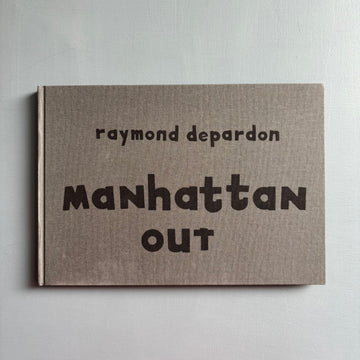 raymond depardon
manhattan
out